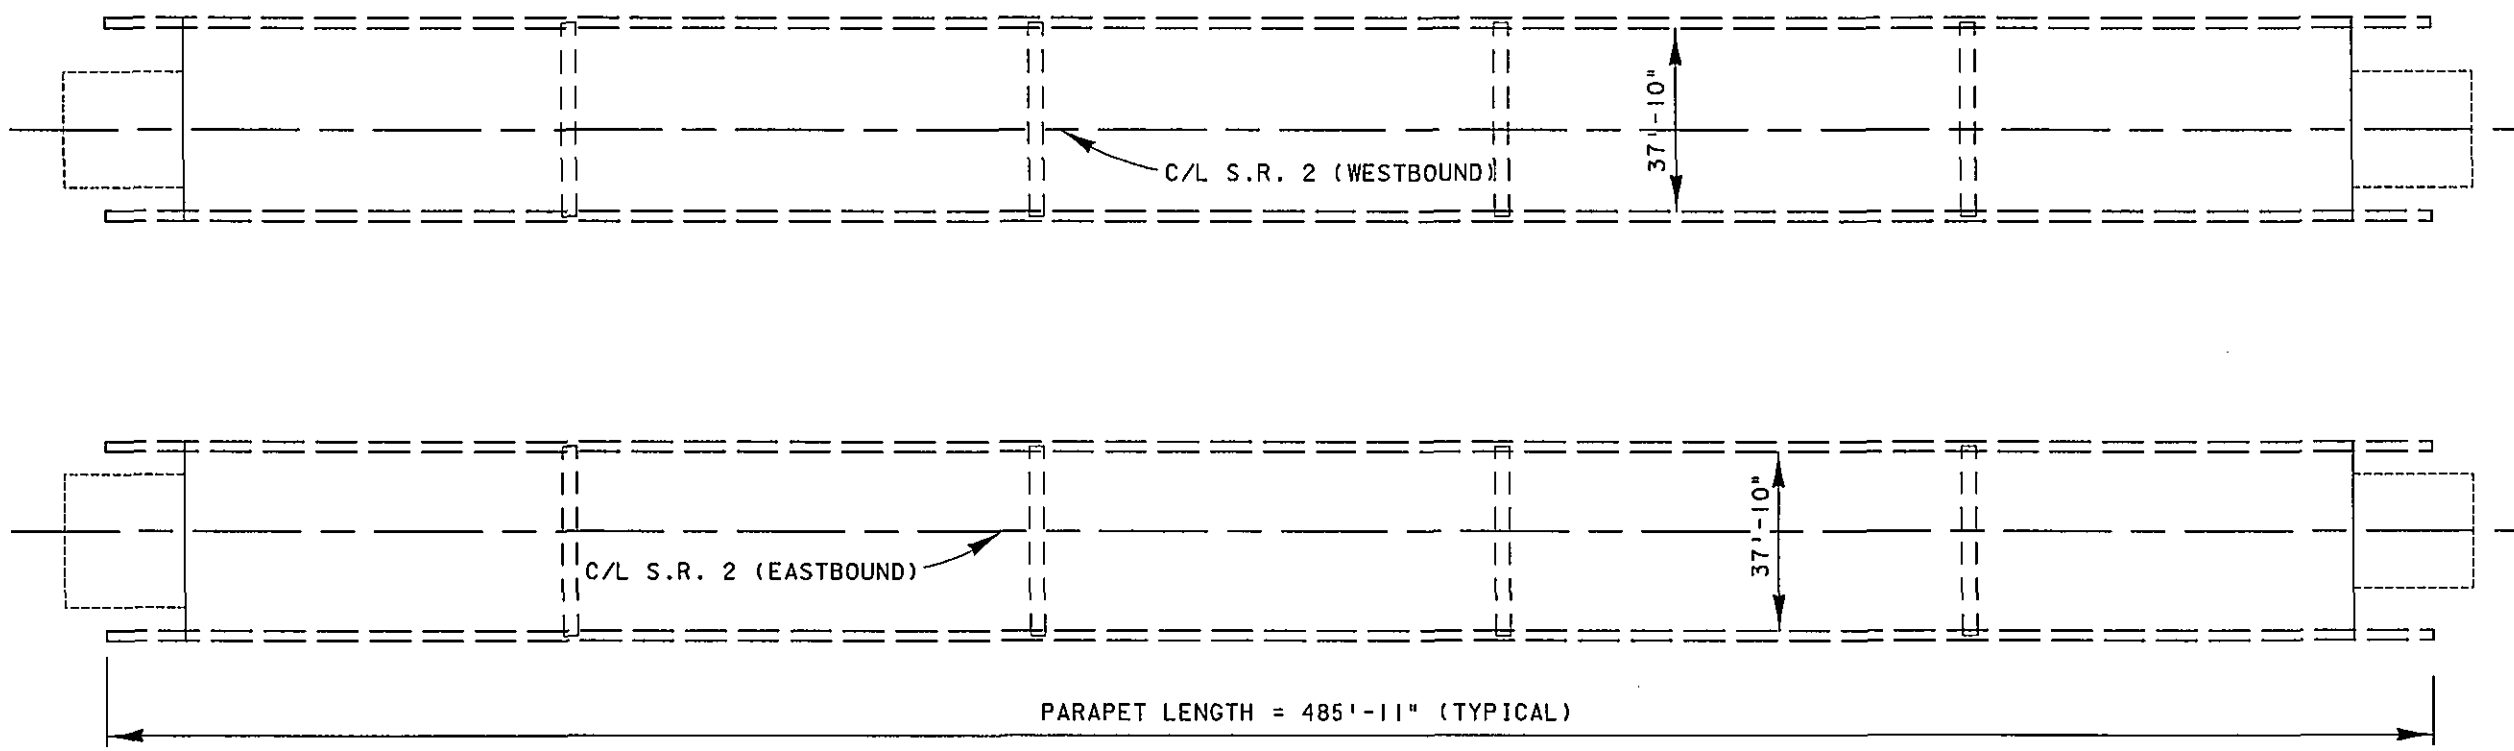 37'-10"
C/L S.R. 2 (WESTBOUND)
37'-10"
C/L S.R. 2 (EASTBOUND)
PARAPET LENGTH = 485'-11" (TYPICAL)